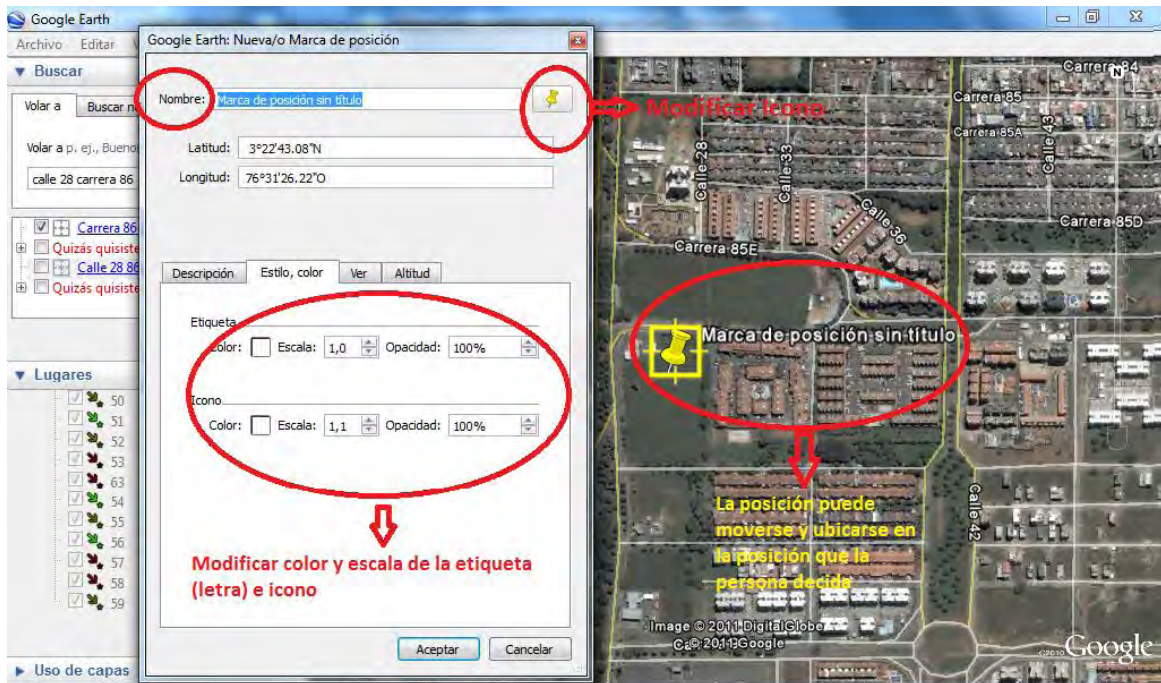 Google Earth
Archivo Editar V
Buscar
Volar a Buscar n
Volar a p. ej., Bueno
calle 28 carrera 86
Carrera 86
Quizás quisiste
Calle 28 86
Quizás quisiste
Lugares
50
51
52
53
63
54
55
56
57
58
59
Uso de capas
Google Earth: Nueva/o Marca de posición
Nombre: Marca de posición sin título
Modificar Icono
Latitud: 3°22'43.08"N
Longitud: 76°31'26.22"O
Descripción Estilo, color Ver Altitud
Etiqueta
Color: Escala: 1,0 Opacidad: 100%
Icono
Color: Escala: 1,1 Opacidad: 100%
Modificar color y escala de la etiqueta
(letra) e icono
Aceptar Cancelar
Carrera 84
N
Carrera 85
Carrera 85A
Calle 28
Calle 33
Calle 43
Calle 36
Carrera 85D
Carrera 85E
Marca de posición sin título
La posición puede
moverse y ubicarse en
la posición que la
persona decida
Calle 42
Image © 2011 DigitalGlobe
© 2011 Google
©2010 Google